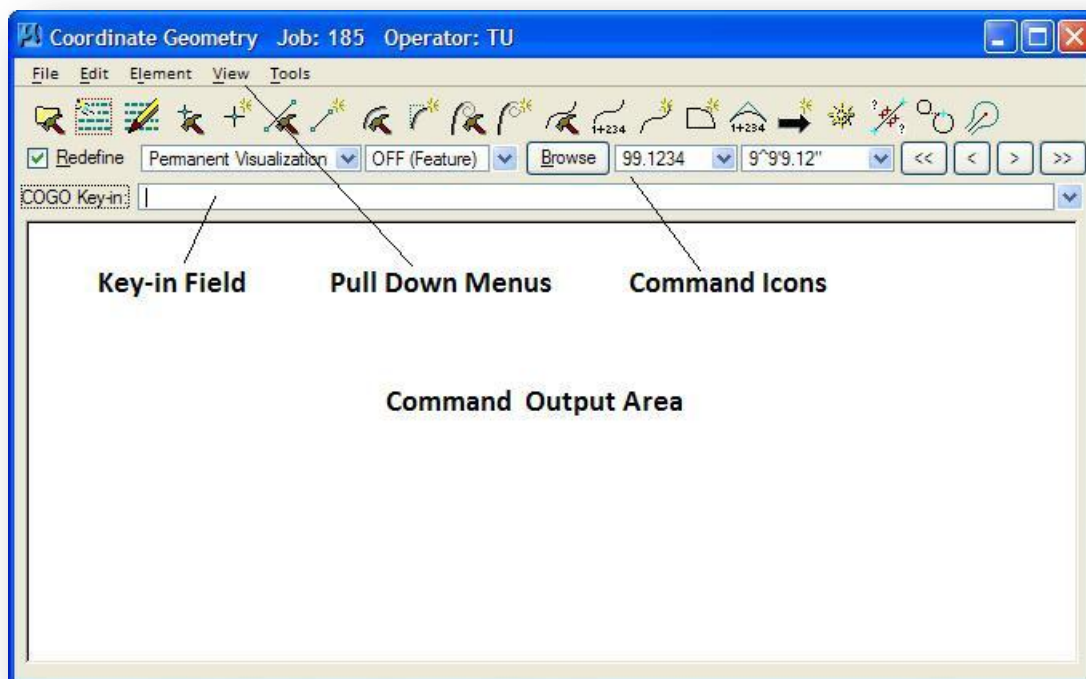 Coordinate Geometry Job: 185 Operator: TU
File Edit Element View Tools
1+234 1+234
Redefine Permanent Visualization OFF (Feature) Browse 99.1234 9^9'9.12" << < > >>
COGO Key-in:
Key-in Field Pull Down Menus Command Icons
Command Output Area